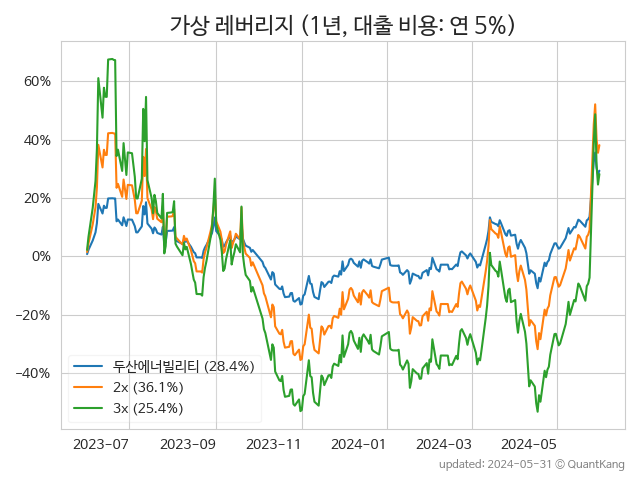 가상 레버리지 (1년, 대출 비용: 연 5%)
60%
40%
20%
0%
−20%
−40%
두산에너빌리티 (28.4%)
2x (36.1%)
3x (25.4%)
2023-07 2023-09 2023-11 2024-01 2024-03 2024-05
updated: 2024-05-31 © QuantKang